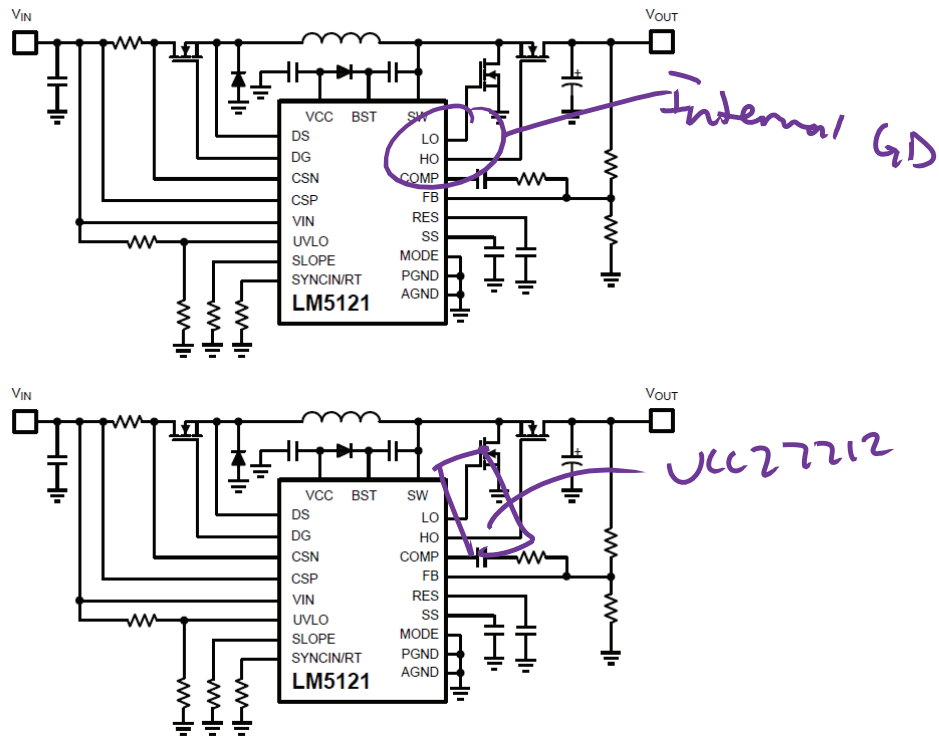 VIN
VOUT
VCC BST SW
DS
DG
CSN
CSP
VIN
UVLO
SLOPE
SYNCIN/RT
LM5121
LO
HO
COMP
FB
RES
SS
MODE
PGND
AGND
+
Internal GD
VIN
VOUT
VCC BST SW
DS
DG
CSN
CSP
VIN
UVLO
SLOPE
SYNCIN/RT
LM5121
LO
HO
COMP
FB
RES
SS
MODE
PGND
AGND
+
UCC27212